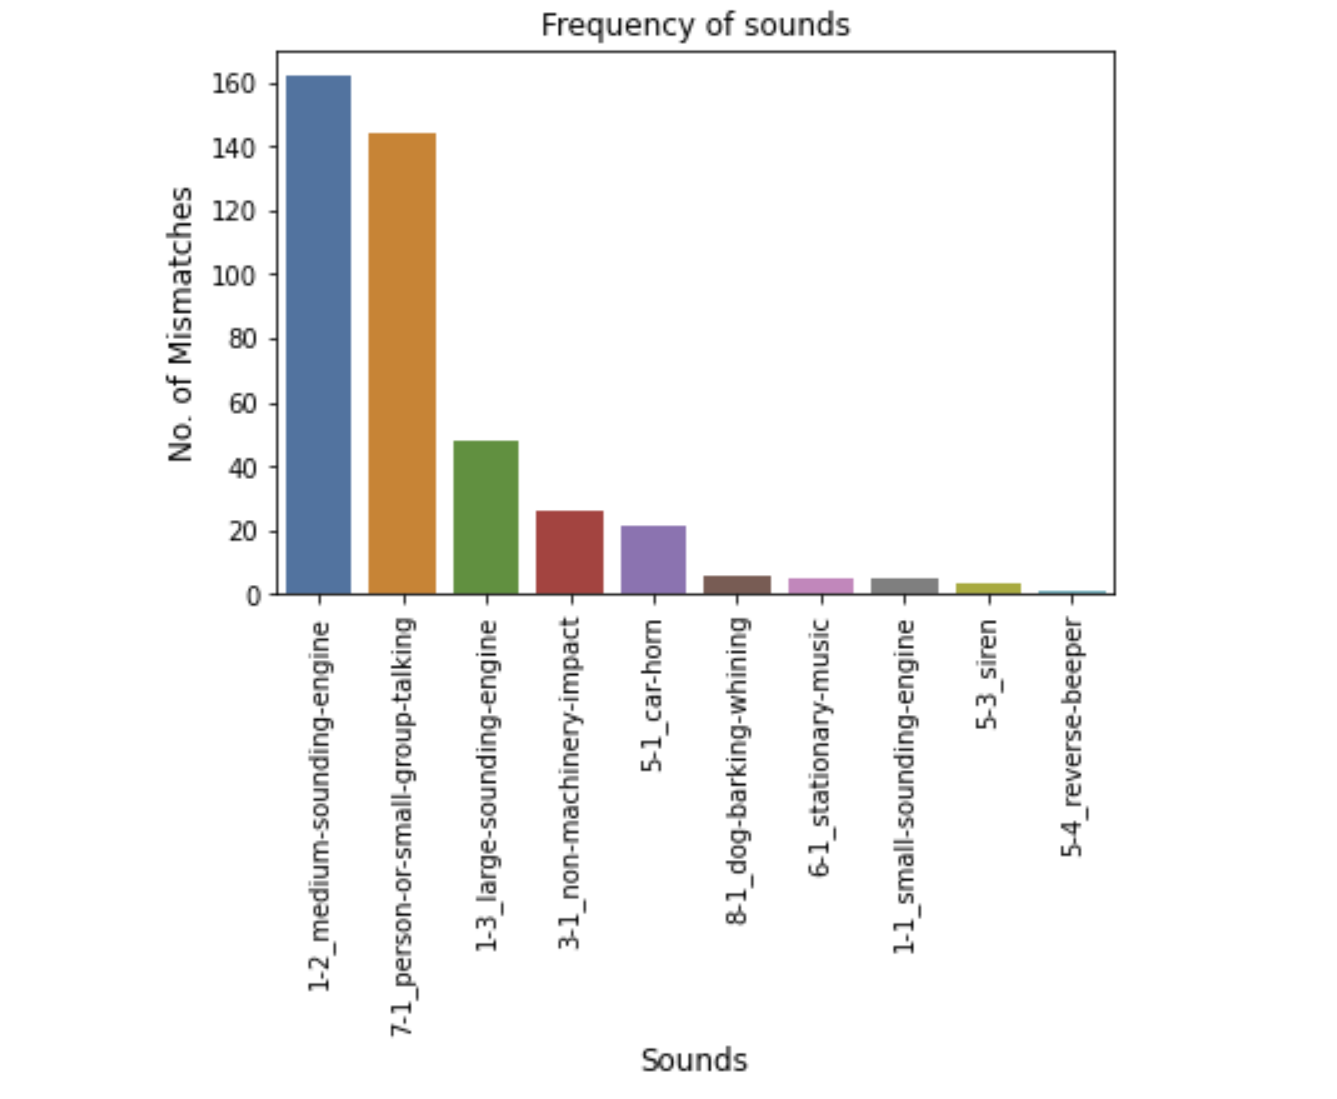 Frequency of sounds
No. of Mismatches
160
140
120
100
80
60
40
20
0
1-2_medium-sounding-engine
7-1_person-or-small-group-talking
1-3_large-sounding-engine
3-1_non-machinery-impact
5-1_car-horn
8-1_dog-barking-whining
6-1_stationary-music
1-1_small-sounding-engine
5-3_siren
5-4_reverse-beeper
Sounds